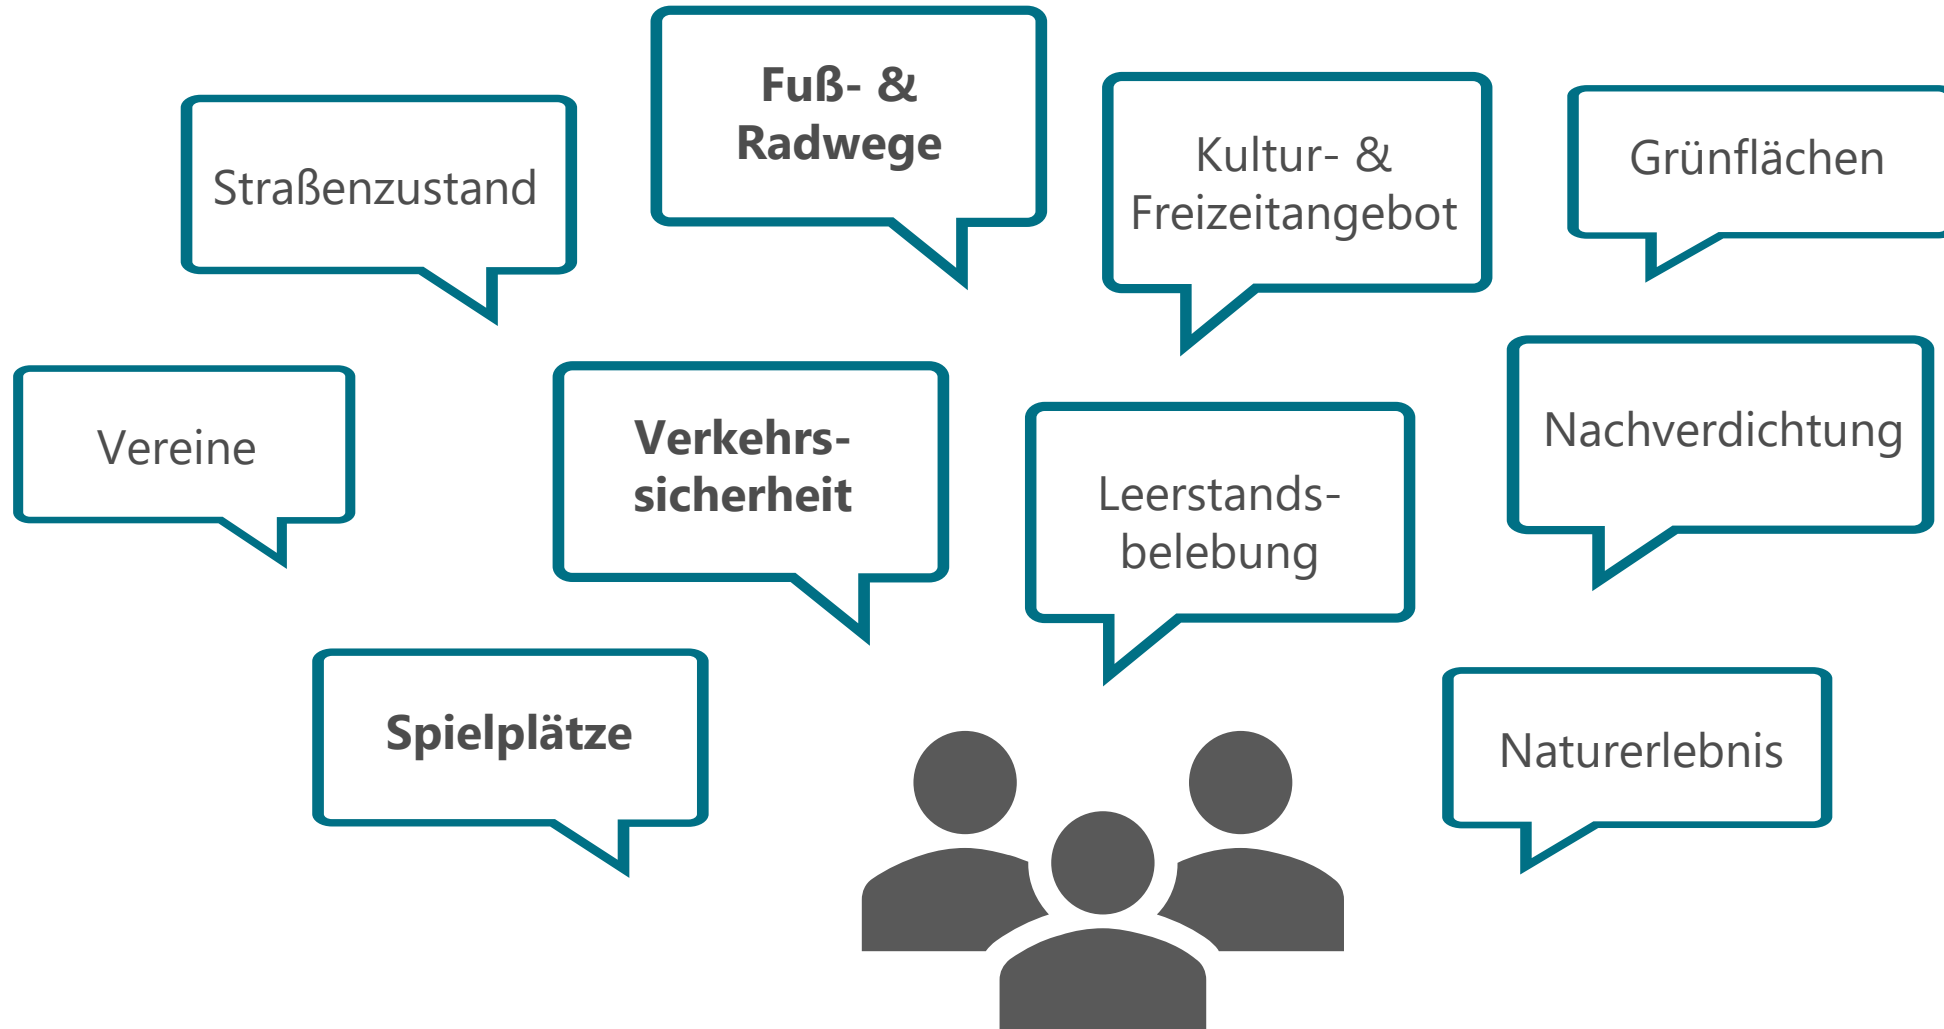 Fuß- &
Radwege
Straßenzustand
Kultur- &
Freizeitangebot
Grünflächen
Vereine
Verkehrs-
sicherheit
Leerstands-
belebung
Nachverdichtung
Spielplätze
Naturerlebnis